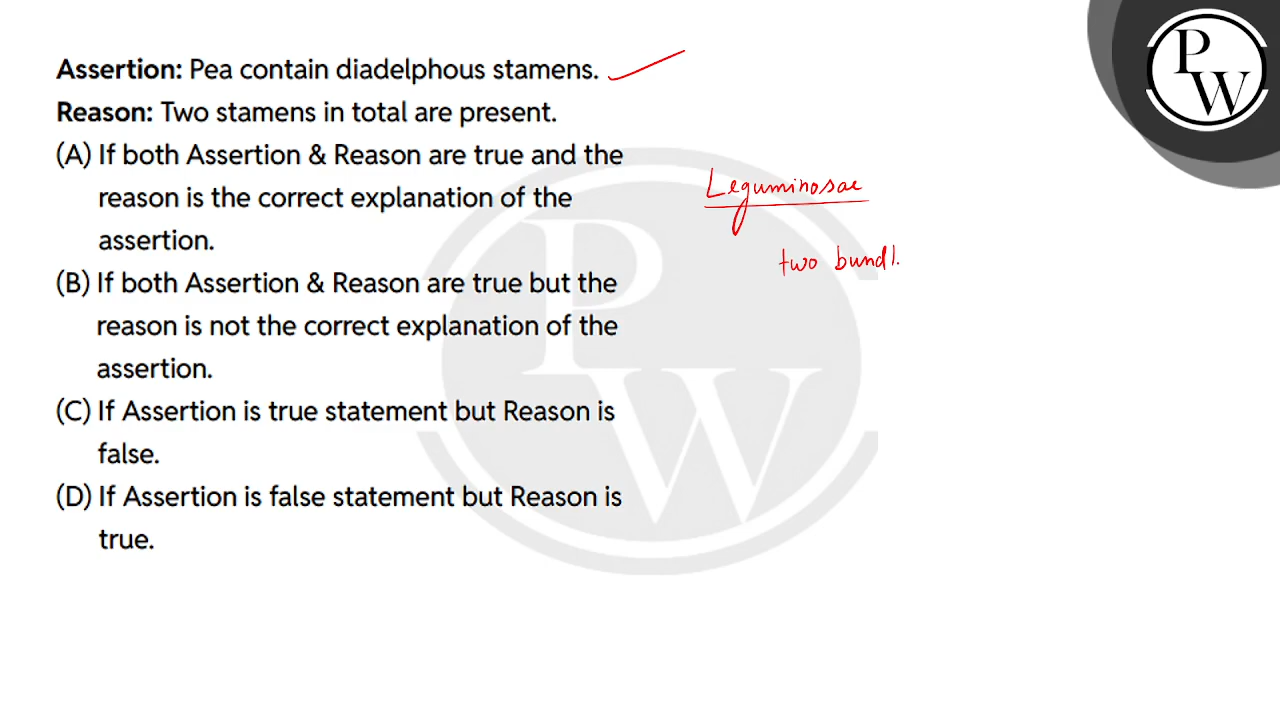 Assertion: Pea contain diadelphous stamens.
Reason: Two stamens in total are present.
(A) If both Assertion & Reason are true and the
reason is the correct explanation of the
assertion.
(B) If both Assertion & Reason are true but the
reason is not the correct explanation of the
assertion.
(C) If Assertion is true statement but Reason is
false.
(D) If Assertion is false statement but Reason is
true.
Leguminosae
two bundl
PW
PW